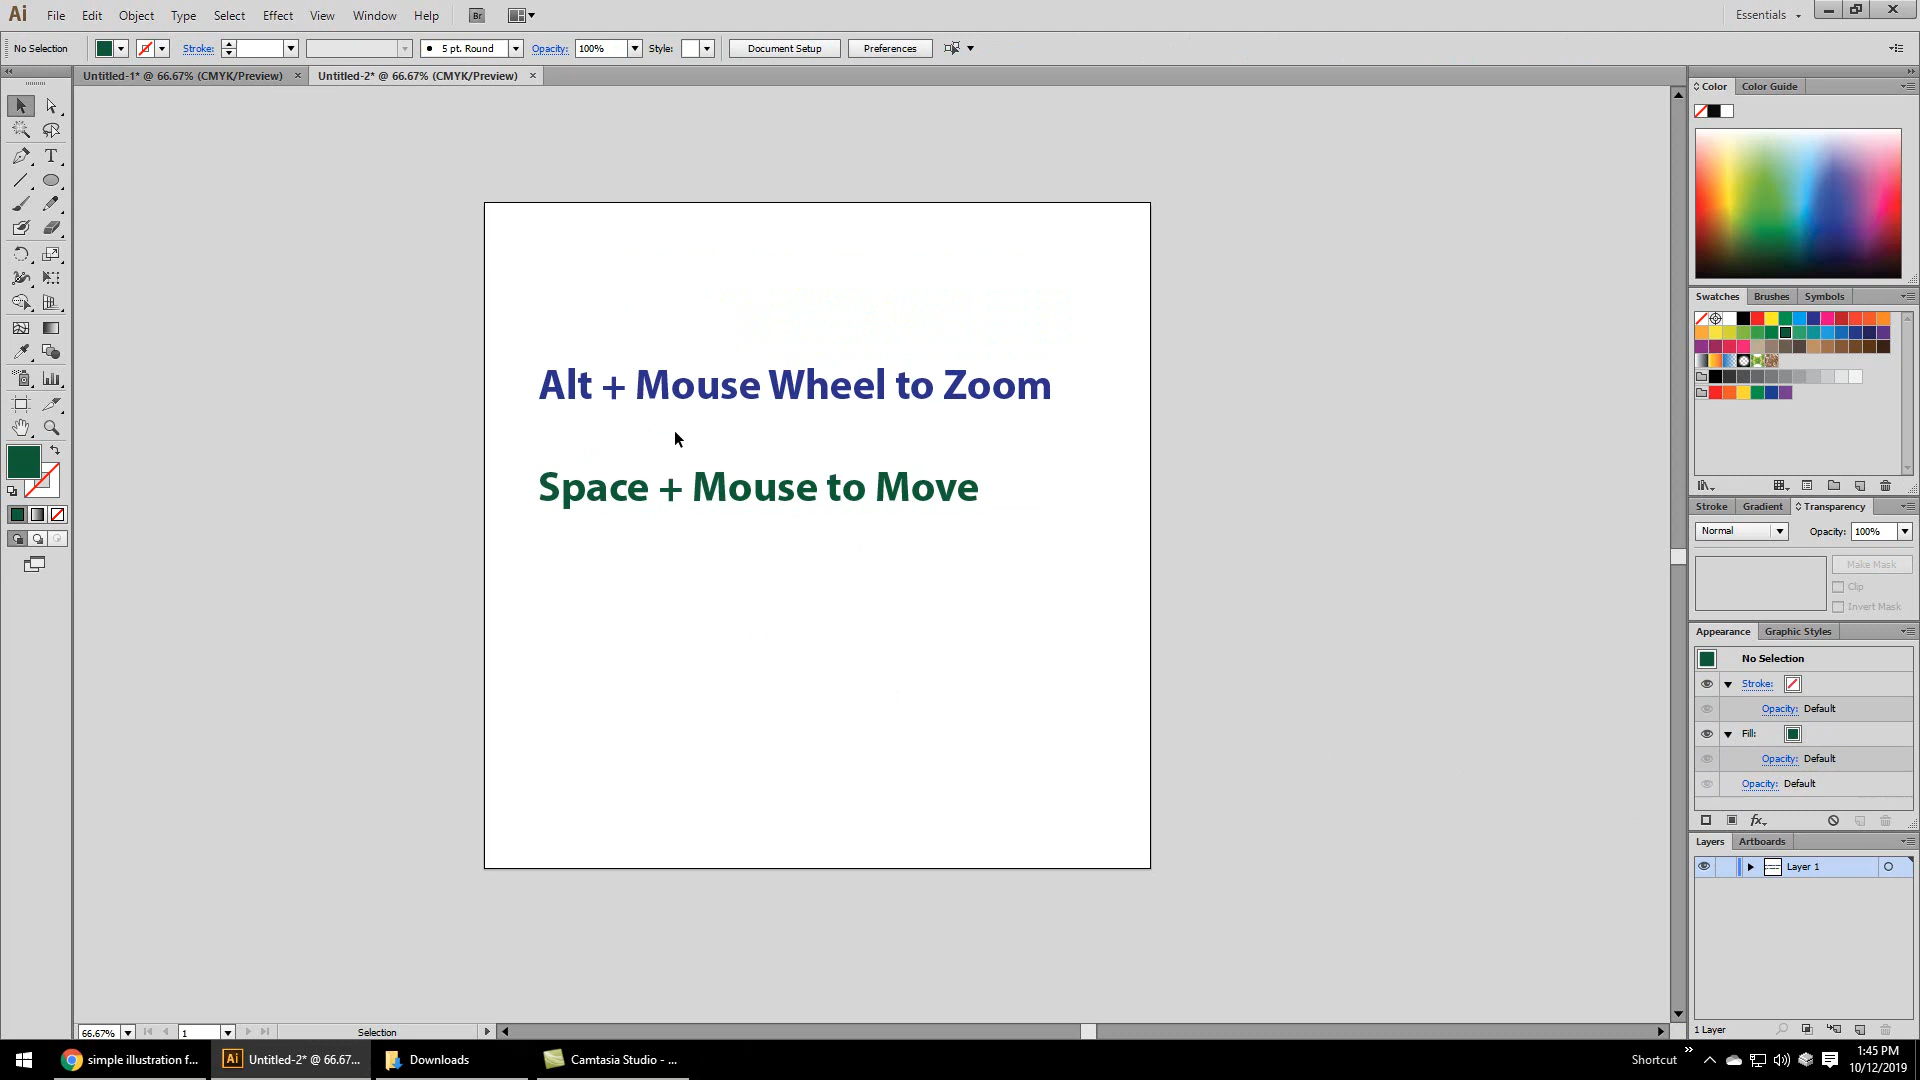 Ai File Edit Object Type Select Effect View Window Help Br Essentials
No Selection Stroke: 5 pt. Round Opacity: 100% Style: Document Setup Preferences
Untitled-1* @ 66.67% (CMYK/Preview) Untitled-2* @ 66.67% (CMYK/Preview)
Color Color Guide
Swatches Brushes Symbols
Alt + Mouse Wheel to Zoom
Space + Mouse to Move
Stroke Gradient Transparency
Normal Opacity: 100%
Make Mask
Clip
Invert Mask
Appearance Graphic Styles
No Selection
Stroke:
Opacity: Default
Fill:
Opacity: Default
Opacity: Default
fx
Layers Artboards
Layer 1
66.67% 1 Selection
1 Layer
simple illustration f... Ai Untitled-2* @ 66.67... Downloads Camtasia Studio - ... Shortcut
1:45 PM
10/12/2019